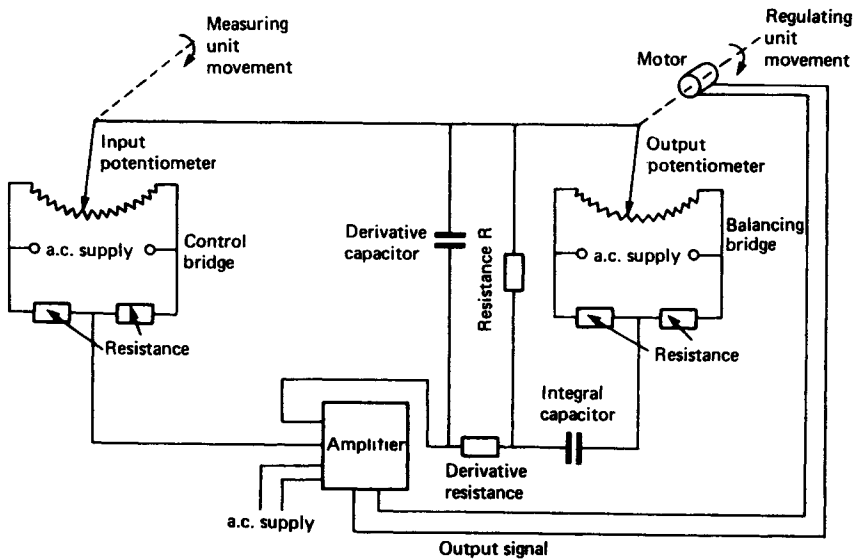 Measuring
unit
movement
Regulating
unit
movement
Motor
Input
potentiometer
Output
potentiometer
Derivative
capacitor
Resistance R
a.c. supply
Control
bridge
a.c. supply
Balancing
bridge
Resistance
Resistance
Integral
capacitor
Amplifier
Derivative
resistance
a.c. supply
Output signal